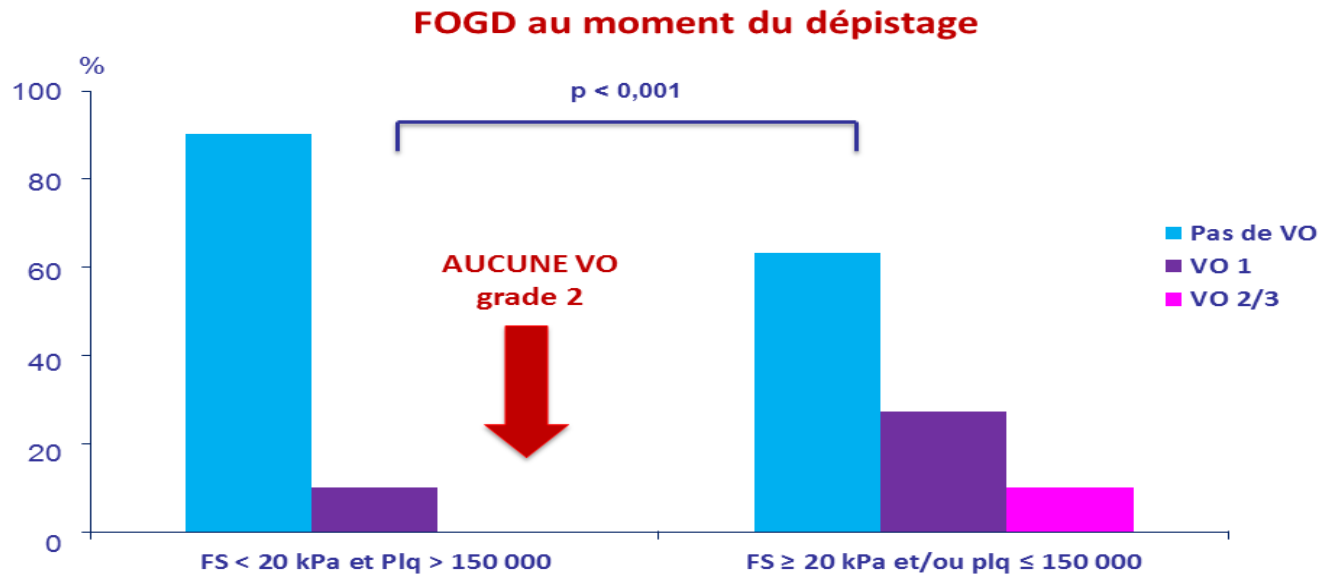 FOGD au moment du dépistage
%
100
80
60
40
20
0
p < 0,001
AUCUNE VO
grade 2
Pas de VO
VO 1
VO 2/3
FS < 20 kPa et Plq > 150 000
FS ≥ 20 kPa et/ou plq ≤ 150 000